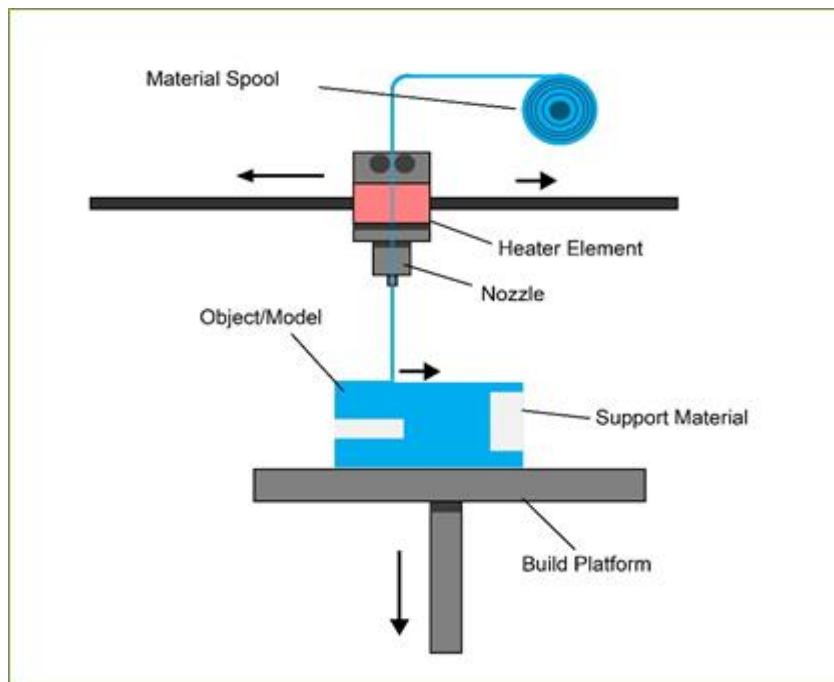 Material Spool
Heater Element
Nozzle
Object/Model
Support Material
Build Platform